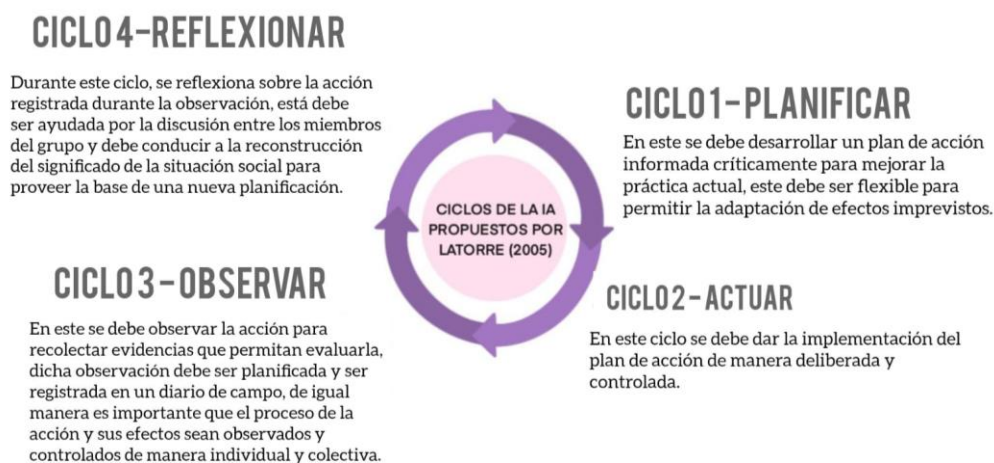 CICLO 4-REFLEXIONAR
Durante este ciclo, se reflexiona sobre la acción
registrada durante la observación, está debe
ser ayudada por la discusión entre los miembros
del grupo y debe conducir a la reconstrucción
del significado de la situación social para
proveer la base de una nueva planificación.
CICLO 1- PLANIFICAR
En este se debe desarrollar un plan de acción
informada críticamente para mejorar la
práctica actual, este debe ser flexible para
permitir la adaptación de efectos imprevistos.
CICLOS DE LA IA
PROPUESTOS POR
LATORRE (2005)
CICLO 3 - OBSERVAR
En este se debe observar la acción para
recolectar evidencias que permitan evaluarla,
dicha observación debe ser planificada y ser
registrada en un diario de campo, de igual
manera es importante que el proceso de la
acción y sus efectos sean observados y
controlados de manera individual y colectiva.
CICLO 2 - ACTUAR
En este ciclo se debe dar la implementación del
plan de acción de manera deliberada y
controlada.